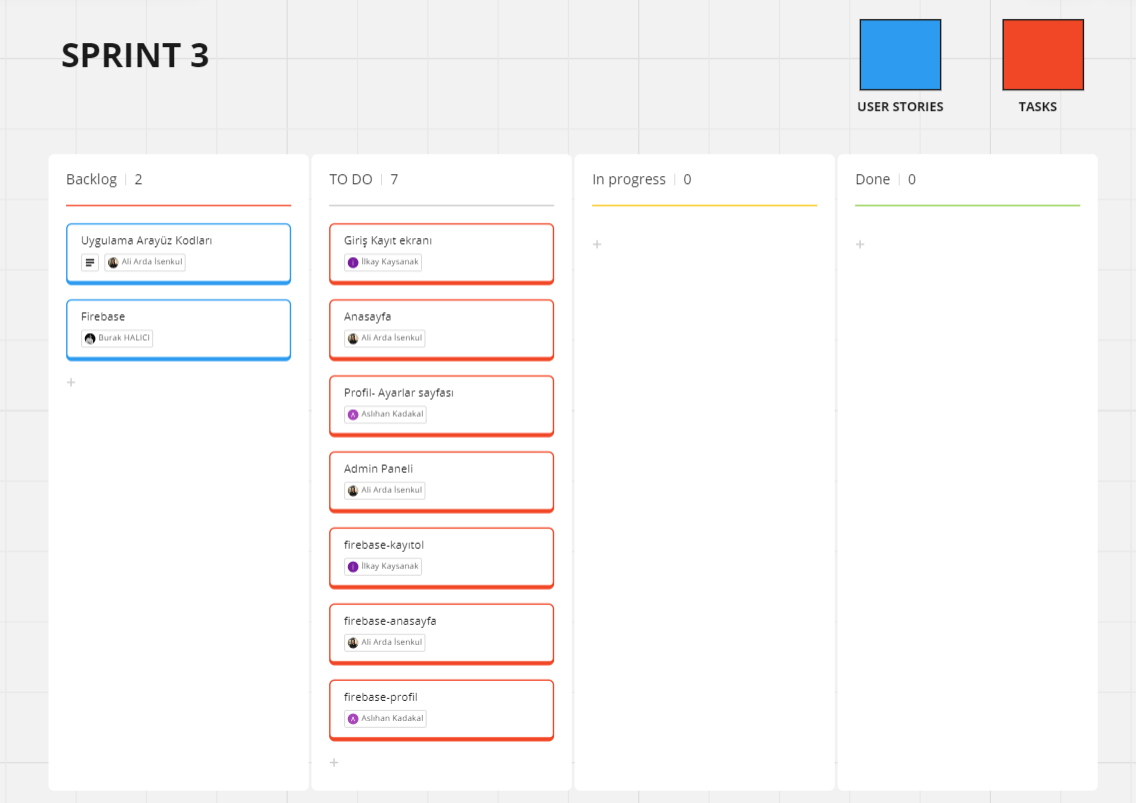 SPRINT 3
USER STORIES
TASKS
Backlog | 2
Uygulama Arayüz Kodları
Ali Arda İsenkul
Firebase
Burak HALICI
TO DO | 7
Giriş Kayıt ekranı
İlkay Kaysanak
Anasayfa
Ali Arda İsenkul
Profil- Ayarlar sayfası
A Aslıhan Kadakal
Admin Paneli
Ali Arda İsenkul
firebase-kayıtol
İlkay Kaysanak
firebase-anasayfa
Ali Arda İsenkul
firebase-profil
A Aslıhan Kadakal
In progress | 0
Done | 0